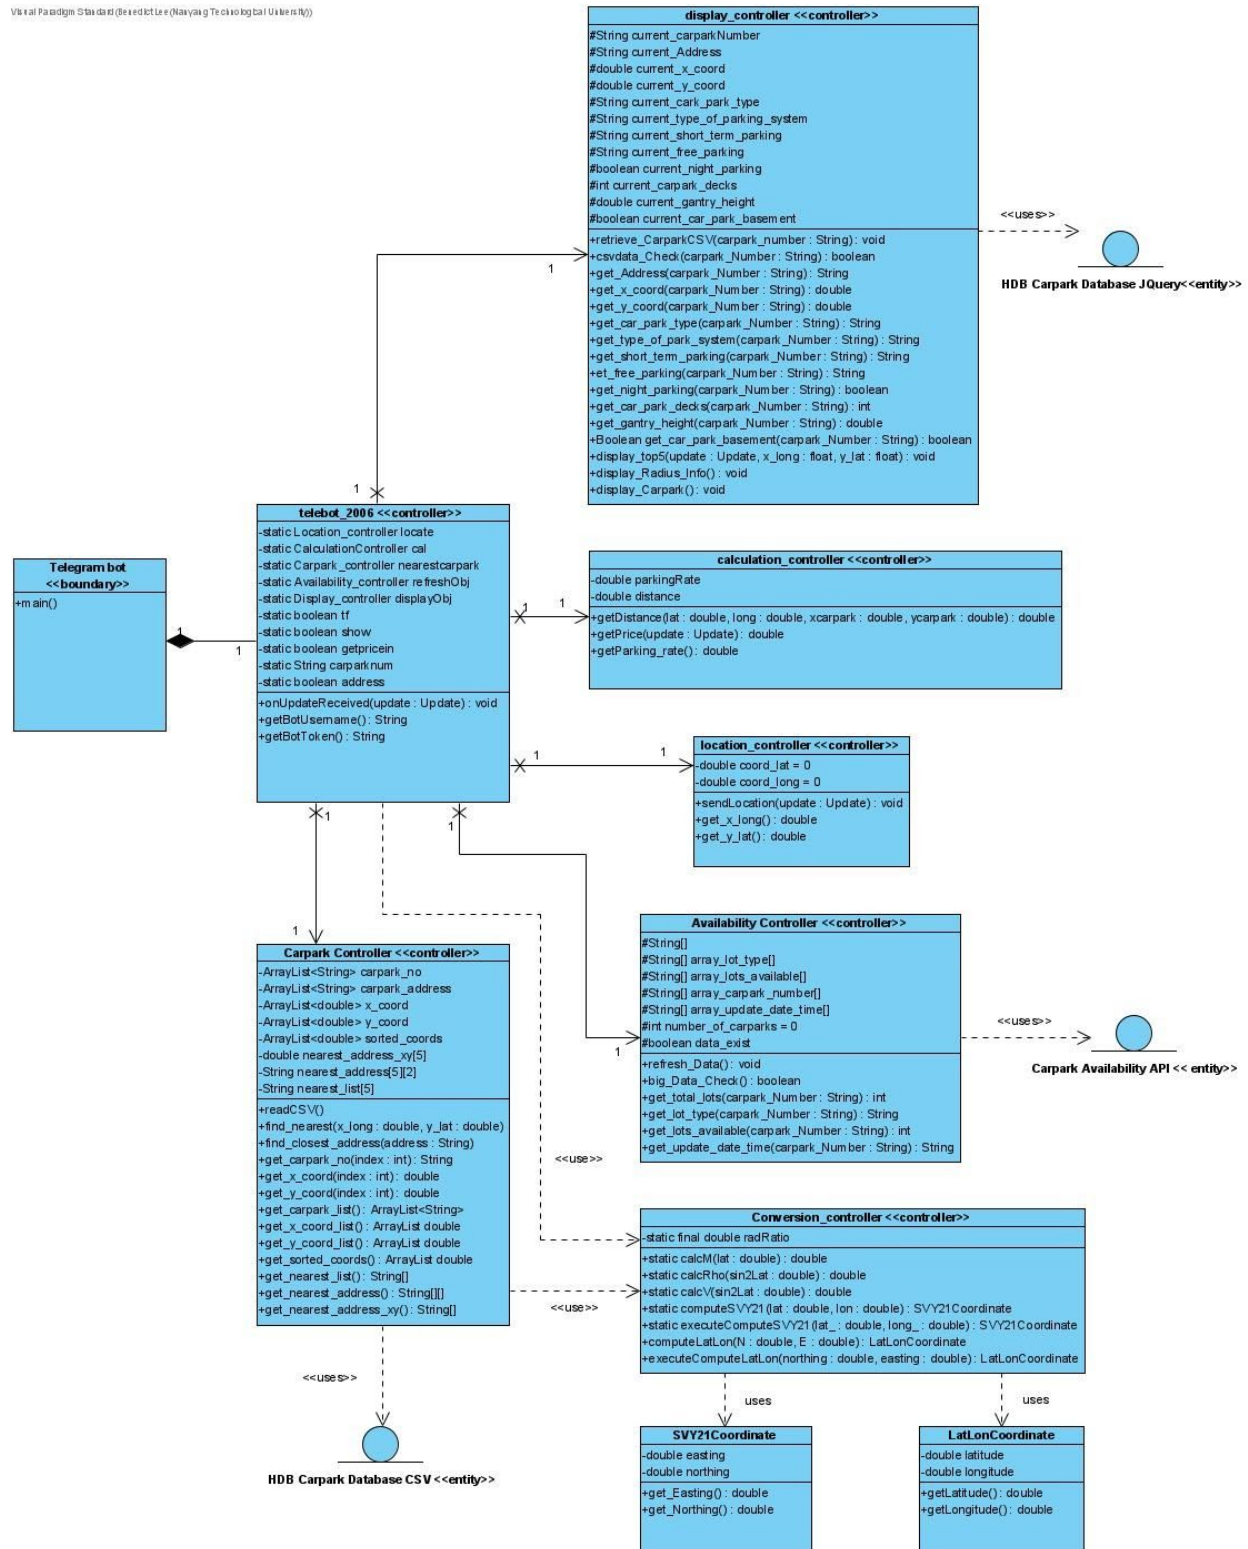 Visual Paradigm Standard(Benedict Lee(Nanyang Technological University))
display_controller <<controller>>
#String current_carparkNumber
#String current_Address
#double current_x_coord
#double current_y_coord
#String current_cark_park_type
#String current_type_of_parking_system
#String current_short_term_parking
#String current_free_parking
#boolean current_night_parking
#int current_carpark_decks
#double current_gantry_height
#boolean current_car_park_basement
+retrieve_CarparkCSV(carpark_number : String) : void
+csvdata_Check(carpark_Number : String) : boolean
+get_Address(carpark_Number : String) : String
+get_x_coord(carpark_Number : String) : double
+get_y_coord(carpark_Number : String) : double
+get_car_park_type(carpark_Number : String) : String
+get_type_of_park_system(carpark_Number : String) : String
+get_short_term_parking(carpark_Number : String) : String
+et_free_parking(carpark_Number : String) : String
+get_night_parking(carpark_Number : String) : boolean
+get_car_park_decks(carpark_Number : String) : int
+get_gantry_height(carpark_Number : String) : double
+Boolean get_car_park_basement(carpark_Number : String) : boolean
+display_top5(update : Update, x_long : float, y_lat : float) : void
+display_Radius_Info() : void
+display_Carpark() : void
<<uses>>
HDB Carpark Database JQuery<<entity>>
1
1
Telegram bot
<<boundary>>
+main()
1
1
telebot_2006 <<controller>>
-static Location_controller locate
-static CalculationController cal
-static Carpark_controller nearestcarpark
-static Availability_controller refreshObj
-static Display_controller displayObj
-static boolean tf
-static boolean show
-static boolean getpricein
-static String carparknum
-static boolean address
+onUpdateReceived(update : Update) : void
+getBotUsername() : String
+getBotToken() : String
1
1
calculation_controller <<controller>>
-double parkingRate
-double distance
+getDistance(lat : double, long : double, xcarpark : double, ycarpark : double) : double
+getPrice(update : Update) : double
+getParking_rate() : double
1
1
location_controller <<controller>>
-double coord_lat = 0
-double coord_long = 0
+sendLocation(update : Update) : void
+get_x_long() : double
+get_y_lat() : double
1
1
1
1
Availability Controller <<controller>>
#String[]
#String[] array_lot_type[]
#String[] array_lots_available[]
#String[] array_carpark_number[]
#String[] array_update_date_time[]
#int number_of_carparks = 0
#boolean data_exist
+refresh_Data() : void
+big_Data_Check() : boolean
+get_total_lots(carpark_Number : String) : int
+get_lot_type(carpark_Number : String) : String
+get_lots_available(carpark_Number : String) : int
+get_update_date_time(carpark_Number : String) : String
<<uses>>
Carpark Availability API << entity>>
Carpark Controller <<controller>>
-ArrayList<String> carpark_no
-ArrayList<String> carpark_address
-ArrayList<double> x_coord
-ArrayList<double> y_coord
-ArrayList<double> sorted_coords
-double nearest_address_xy[5]
-String nearest_address[5][2]
-String nearest_list[5]
+readCSV()
+find_nearest(x_long : double, y_lat : double)
+find_closest_address(address : String)
+get_carpark_no(index : int) : String
+get_x_coord(index : int) : double
+get_y_coord(index : int) : double
+get_carpark_list() : ArrayList<String>
+get_x_coord_list() : ArrayList double
+get_y_coord_list() : ArrayList double
+get_sorted_coords() : ArrayList double
+get_nearest_list() : String[]
+get_nearest_address() : String[][]
+get_nearest_address_xy() : String[]
<<use>>
<<use>>
Conversion_controller <<controller>>
-static final double radRatio
+static calcM(lat : double) : double
+static calcRho(sin2Lat : double) : double
+static calcV(sin2Lat : double) : double
+static computeSVY21(lat : double, lon : double) : SVY21Coordinate
+static executeComputeSVY21(lat_ : double, long_ : double) : SVY21Coordinate
+computeLatLon(N : double, E : double) : LatLonCoordinate
+executeComputeLatLon(northing : double, easting : double) : LatLonCoordinate
<<uses>>
HDB Carpark Database CSV <<entity>>
uses
uses
SVY21Coordinate
-double easting
-double northing
+get_Easting() : double
+get_Northing() : double
LatLonCoordinate
-double latitude
-double longitude
+getLatitude() : double
+getLongitude() : double